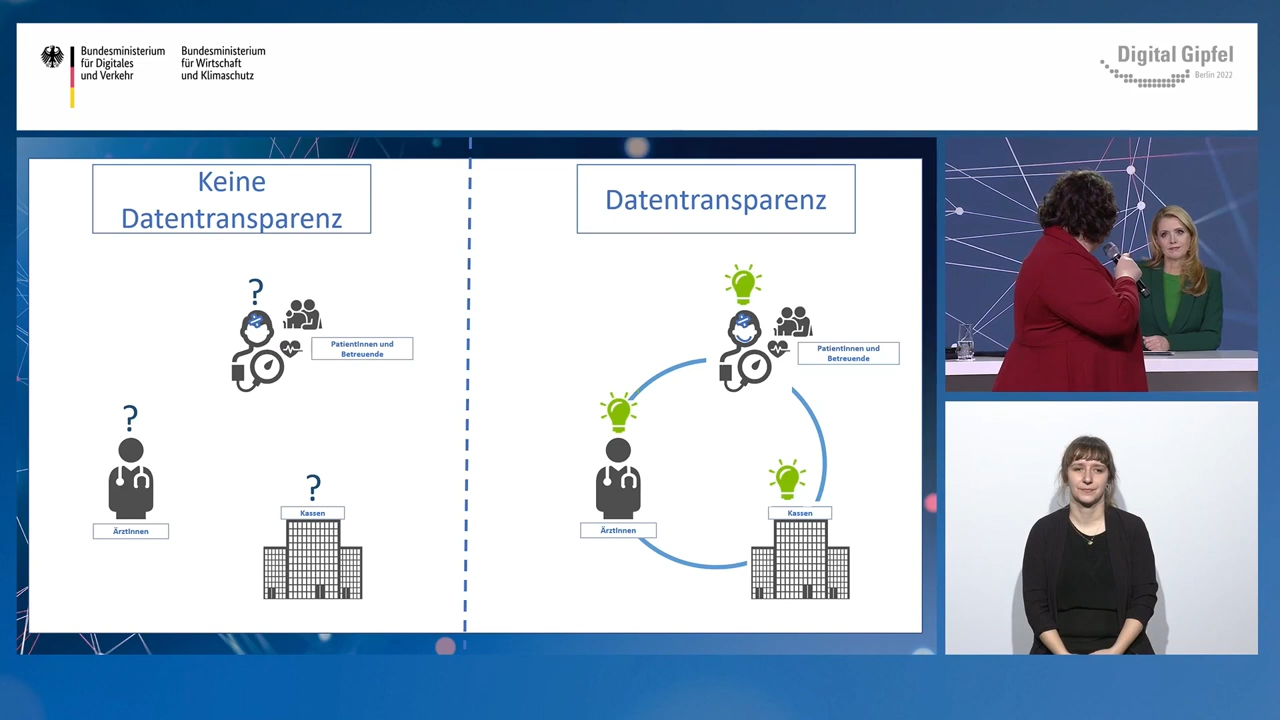 Bundesministerium
für Digitales
und Verkehr
Bundesministerium
für Wirtschaft
und Klimaschutz
Digital Gipfel
Berlin 2022
Keine
Datentransparenz
?
PatientInnen und
Betreuende
?
ÄrztInnen
?
Kassen
Datentransparenz
PatientInnen und
Betreuende
ÄrztInnen
Kassen